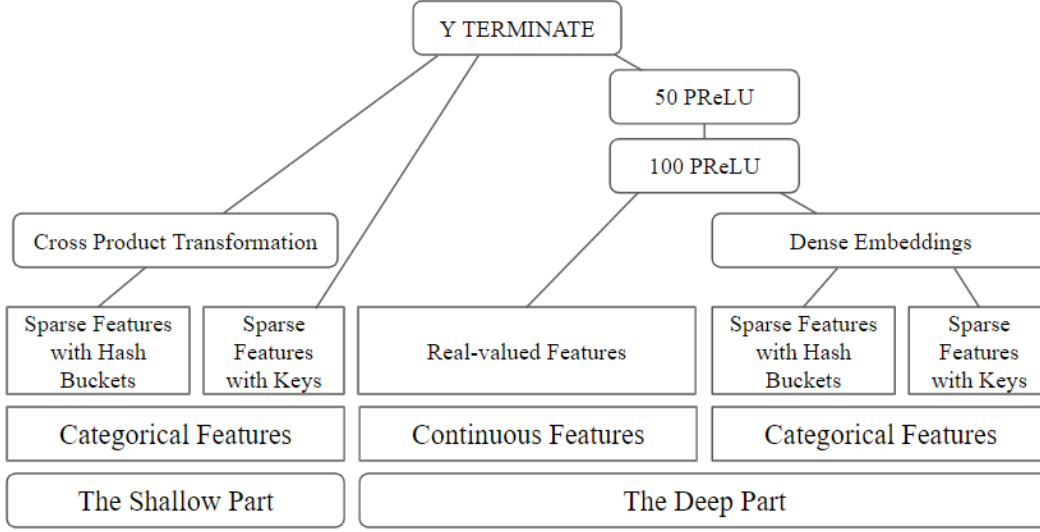 Y TERMINATE
50 PReLU
100 PReLU
Cross Product Transformation
Dense Embeddings
Sparse Features
with Hash
Buckets
Sparse
Features
with Keys
Real-valued Features
Sparse Features
with Hash
Buckets
Sparse
Features
with Keys
Categorical Features
Continuous Features
Categorical Features
The Shallow Part
The Deep Part